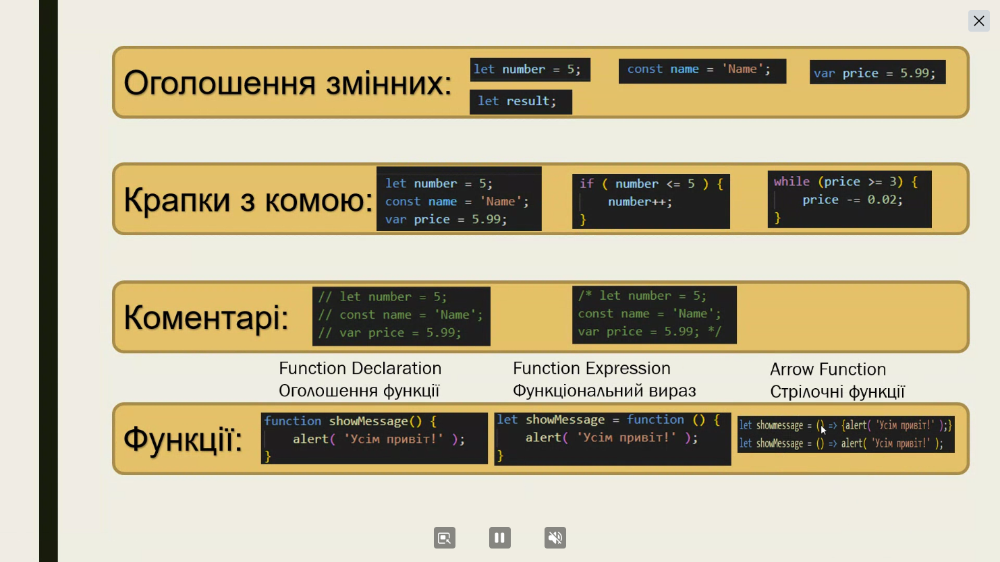 Оголошення змінних:
let number = 5;
const name = 'Name';
var price = 5.99;
let result;
Крапки з комою:
let number = 5;
const name = 'Name';
var price = 5.99;
if ( number <= 5 ) {
number++;
}
while (price >= 3) {
price -= 0.02;
}
Коментарі:
// let number = 5;
// const name = 'Name';
// var price = 5.99;
/* let number = 5;
const name = 'Name';
var price = 5.99; */
Function Declaration
Оголошення функції
Function Expression
Функціональний вираз
Arrow Function
Стрілочні функції
Функції:
function showMessage() {
alert( 'Усім привіт!' );
}
let showMessage = function () {
alert( 'Усім привіт!' );
}
let showmessage = () => {alert( 'Усім привіт!' );}
let showMessage = () => alert( 'Усім привіт!' );